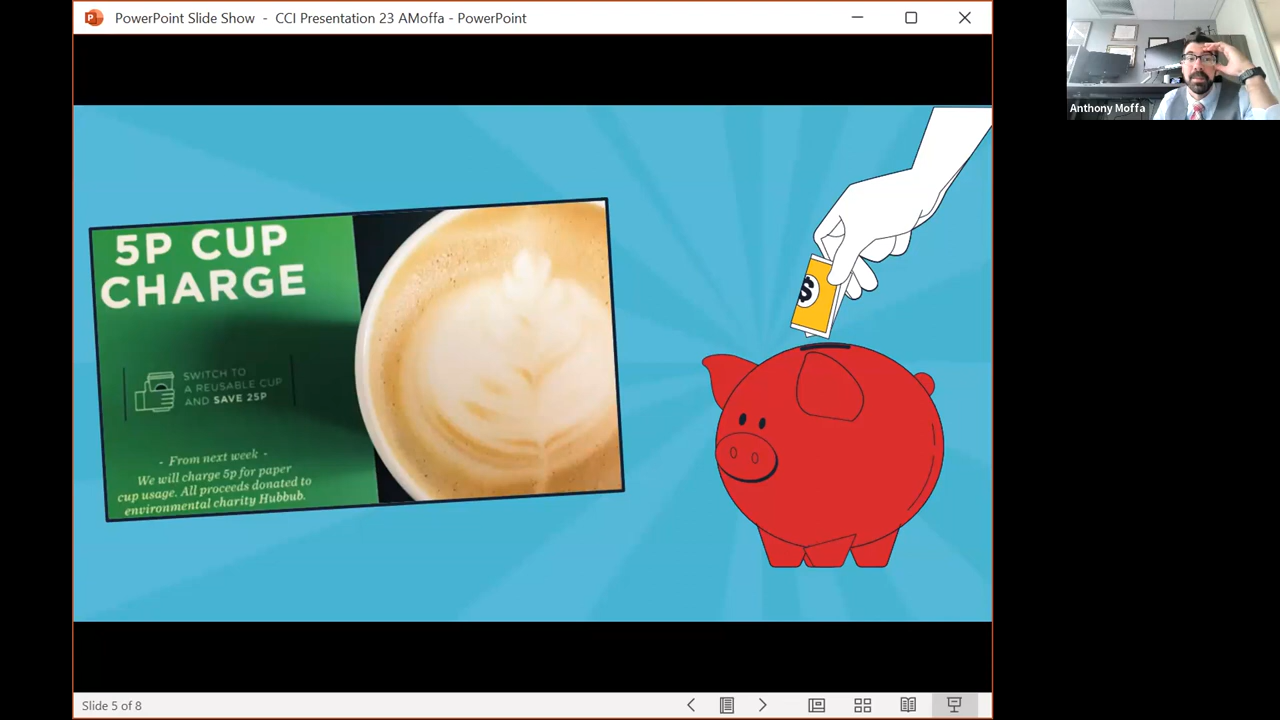 PowerPoint Slide Show - CCI Presentation 23 AMoffa - PowerPoint
Anthony Moffa
5P CUP
CHARGE
SWITCH TO
A REUSABLE CUP
AND SAVE 25P
- From next week -
We will charge 5p for paper
cup usage. All proceeds donated to
environmental charity Hubbub.
$
Slide 5 of 8